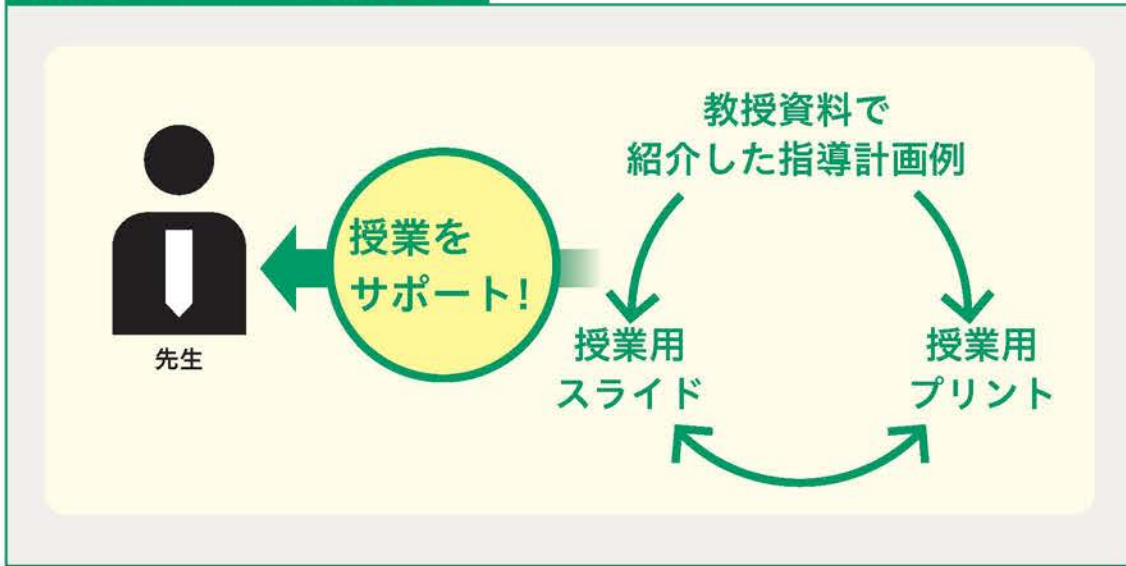 教授資料で
紹介した指導計画例
授業を
サポート!
先生
授業用
スライド
授業用
プリント